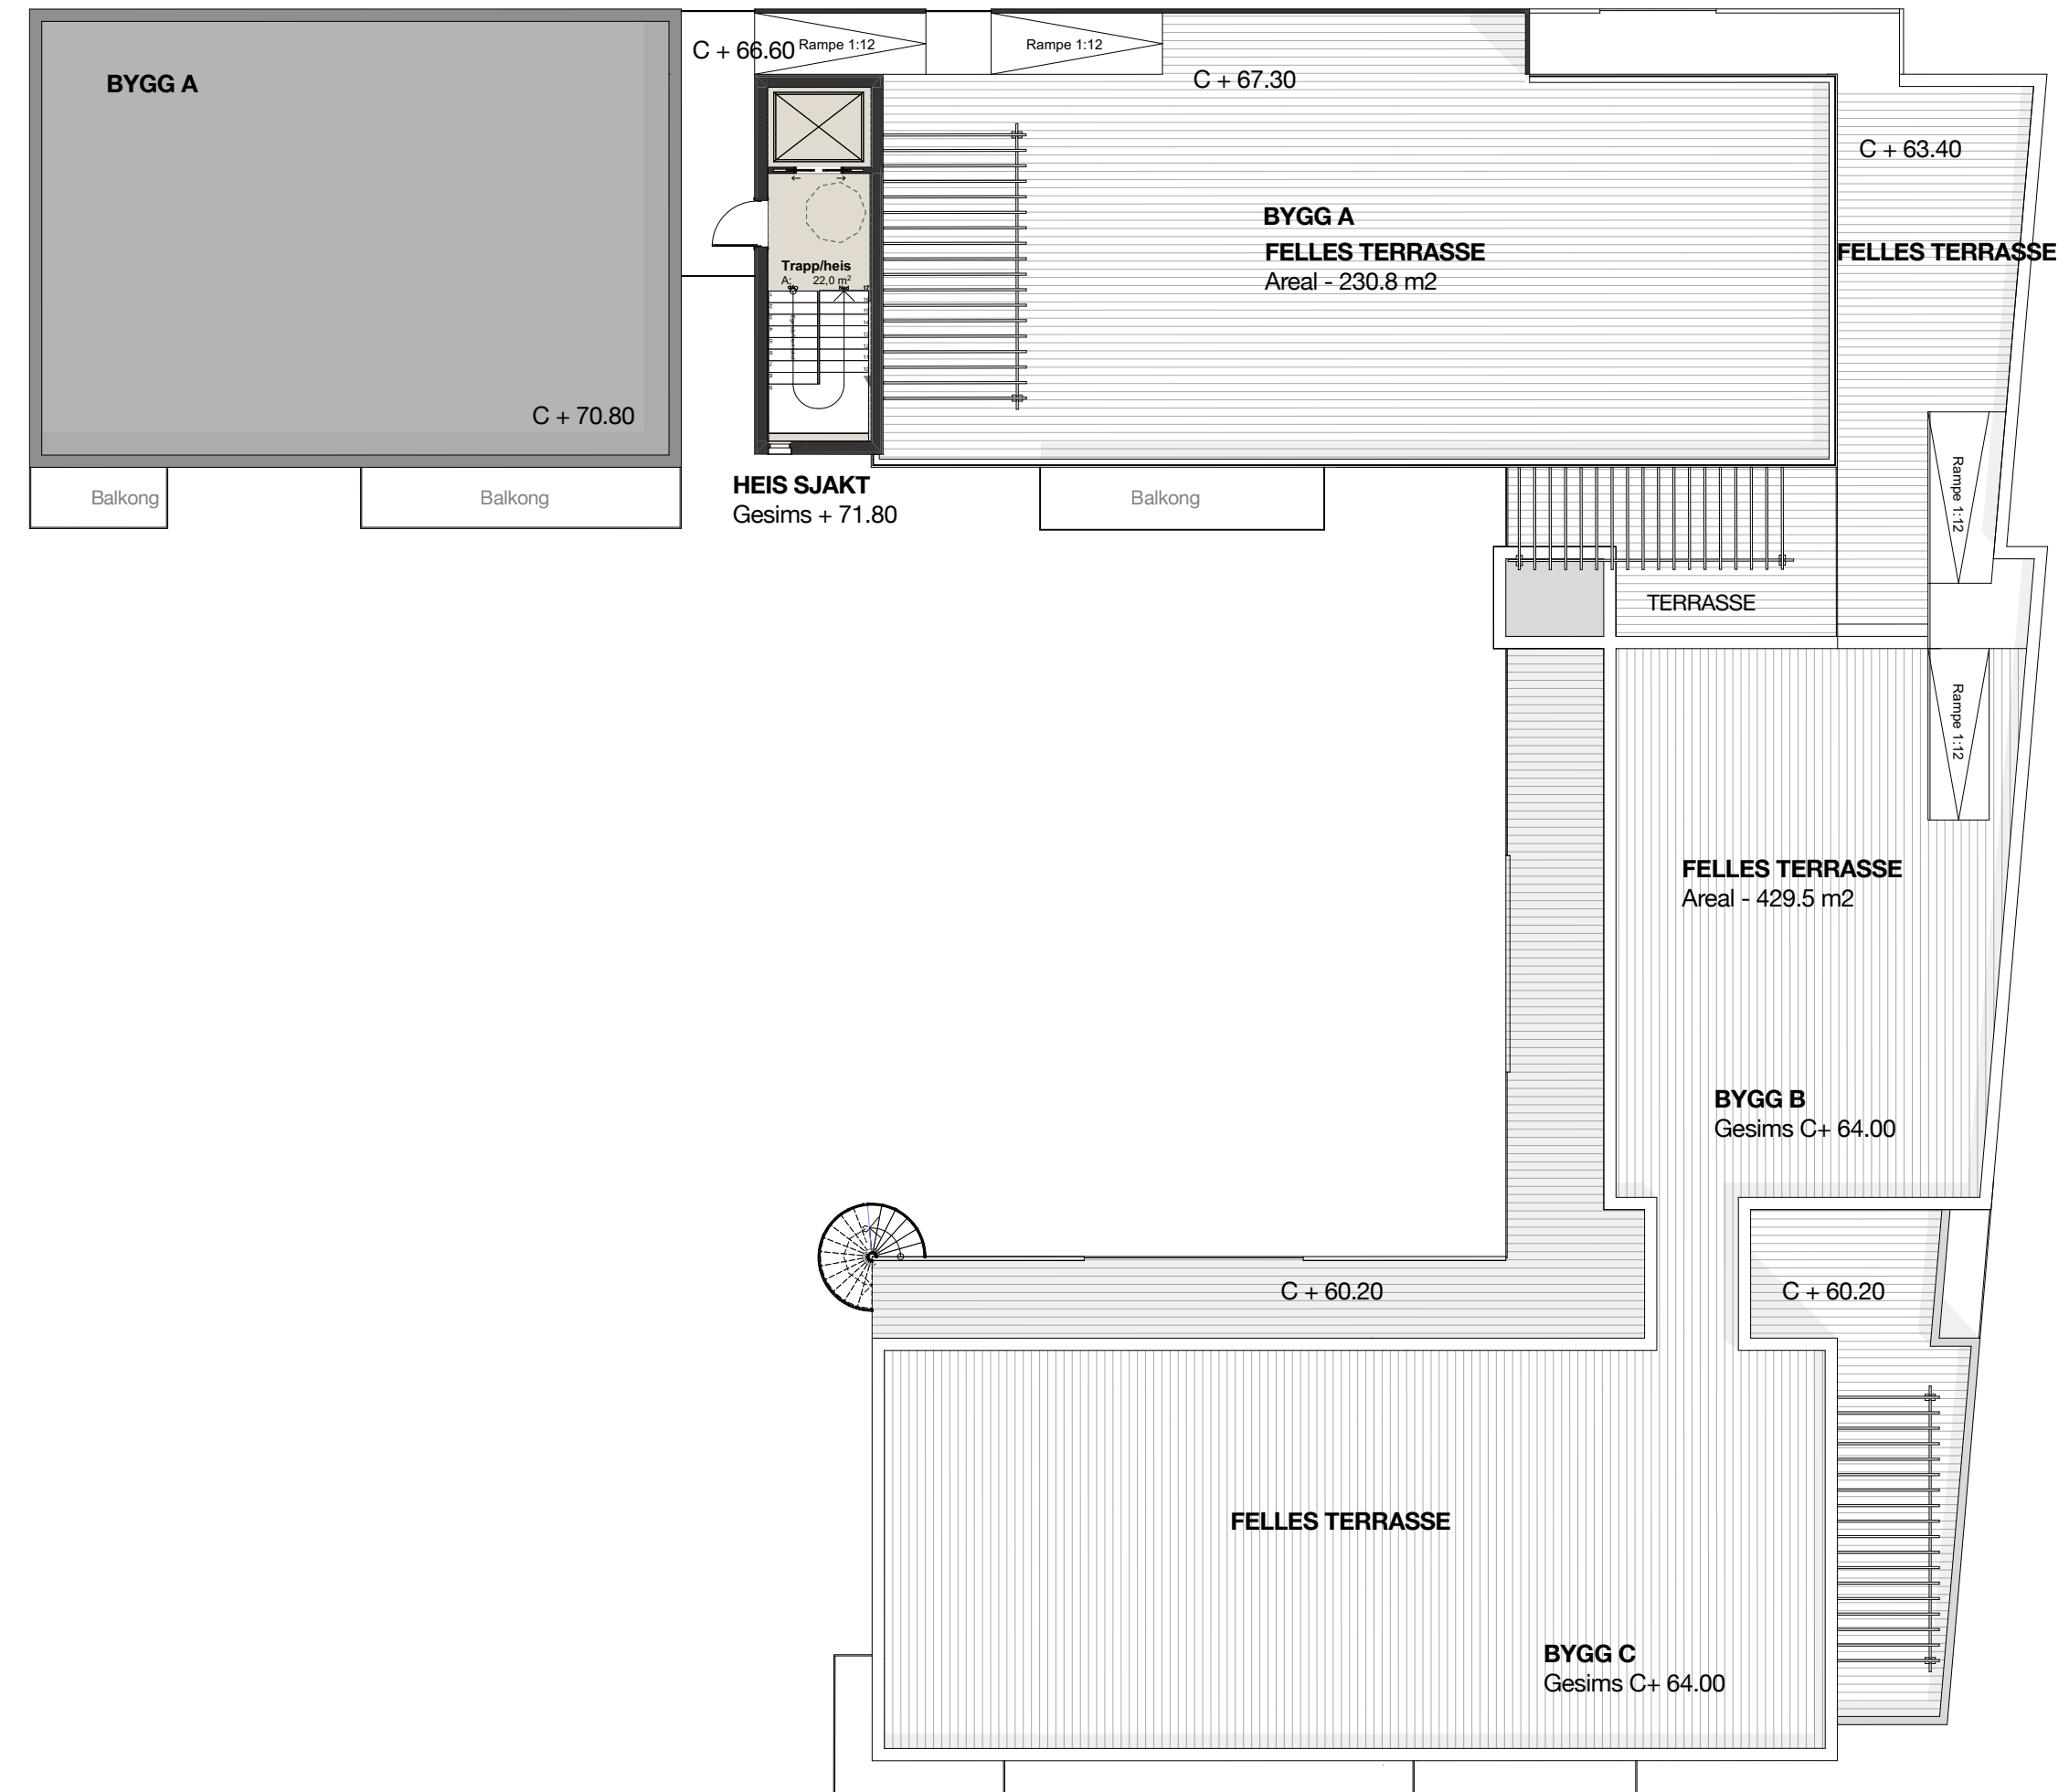 BYGG A
C + 66.60
Rampe 1:12
Rampe 1:12
C + 67.30
C + 63.40
BYGG A
FELLES TERRASSE
Areal - 230.8 m2
FELLES TERRASSE
Trapp/heis
A: 22,0 m²
C + 70.80
Balkong
Balkong
HEIS SJAKT
Gesims + 71.80
Balkong
Rampe 1:12
TERRASSE
Rampe 1:12
FELLES TERRASSE
Areal - 429.5 m2
BYGG B
Gesims C+ 64.00
C + 60.20
C + 60.20
FELLES TERRASSE
BYGG C
Gesims C+ 64.00